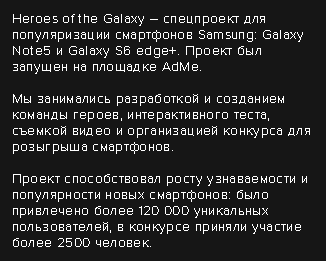 Heroes of the Galaxy — спецпроект для
популяризации смартфонов Samsung: Galaxy
Note5 и Galaxy S6 edge+. Проект был
запущен на площадке AdMe.
Мы занимались разработкой и созданием
команды героев, интерактивного теста,
съемкой видео и организацией конкурса для
розыгрыша смартфонов.
Проект способствовал росту узнаваемости и
популярности новых смартфонов: было
привлечено более 120 000 уникальных
пользователей, в конкурсе приняли участие
более 2500 человек.